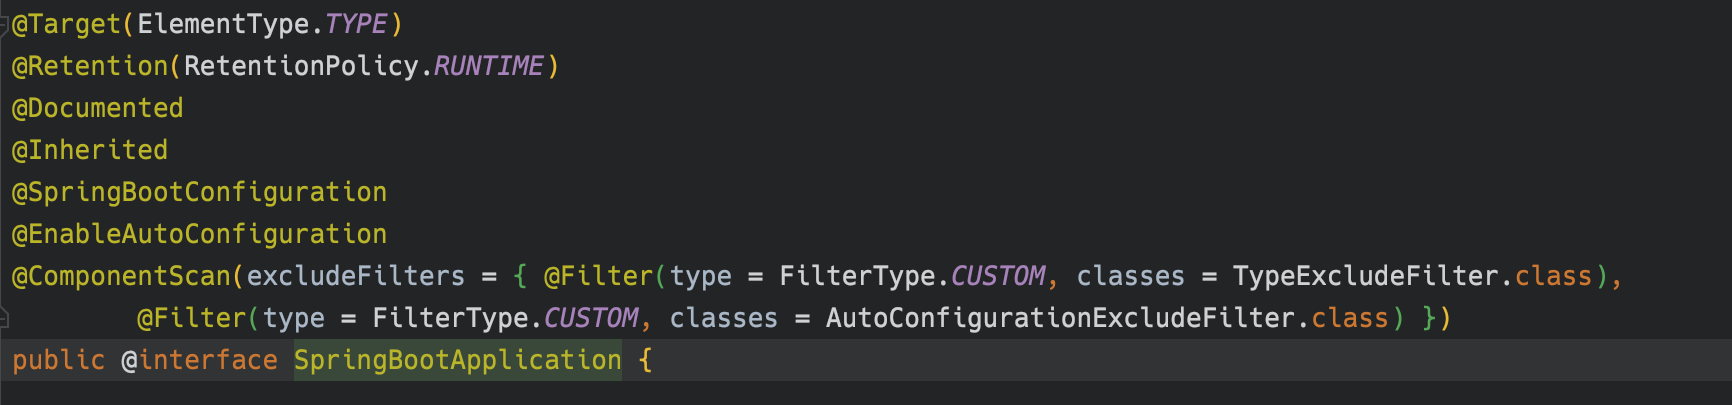 @Target(ElementType.TYPE)
@Retention(RetentionPolicy.RUNTIME)
@Documented
@Inherited
@SpringBootConfiguration
@EnableAutoConfiguration
@ComponentScan(excludeFilters = { @Filter(type = FilterType.CUSTOM, classes = TypeExcludeFilter.class),
        @Filter(type = FilterType.CUSTOM, classes = AutoConfigurationExcludeFilter.class) })
public @interface SpringBootApplication {